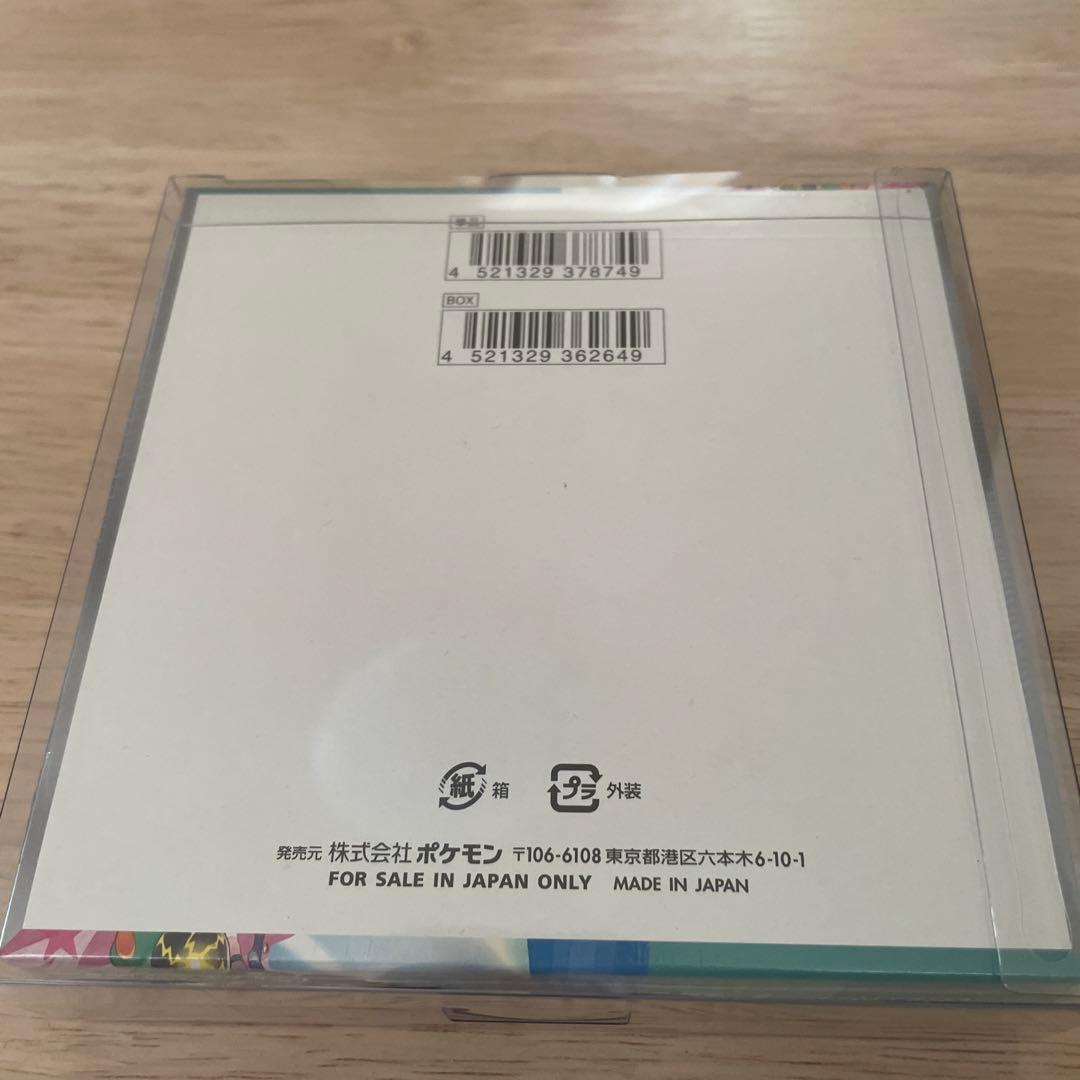 単品
4 521329 378749
BOX
4 521329 362649
紙 箱 プラ 外装
発売元 株式会社 ポケモン 〒106-6108 東京都港区六本木6-10-1
FOR SALE IN JAPAN ONLY MADE IN JAPAN